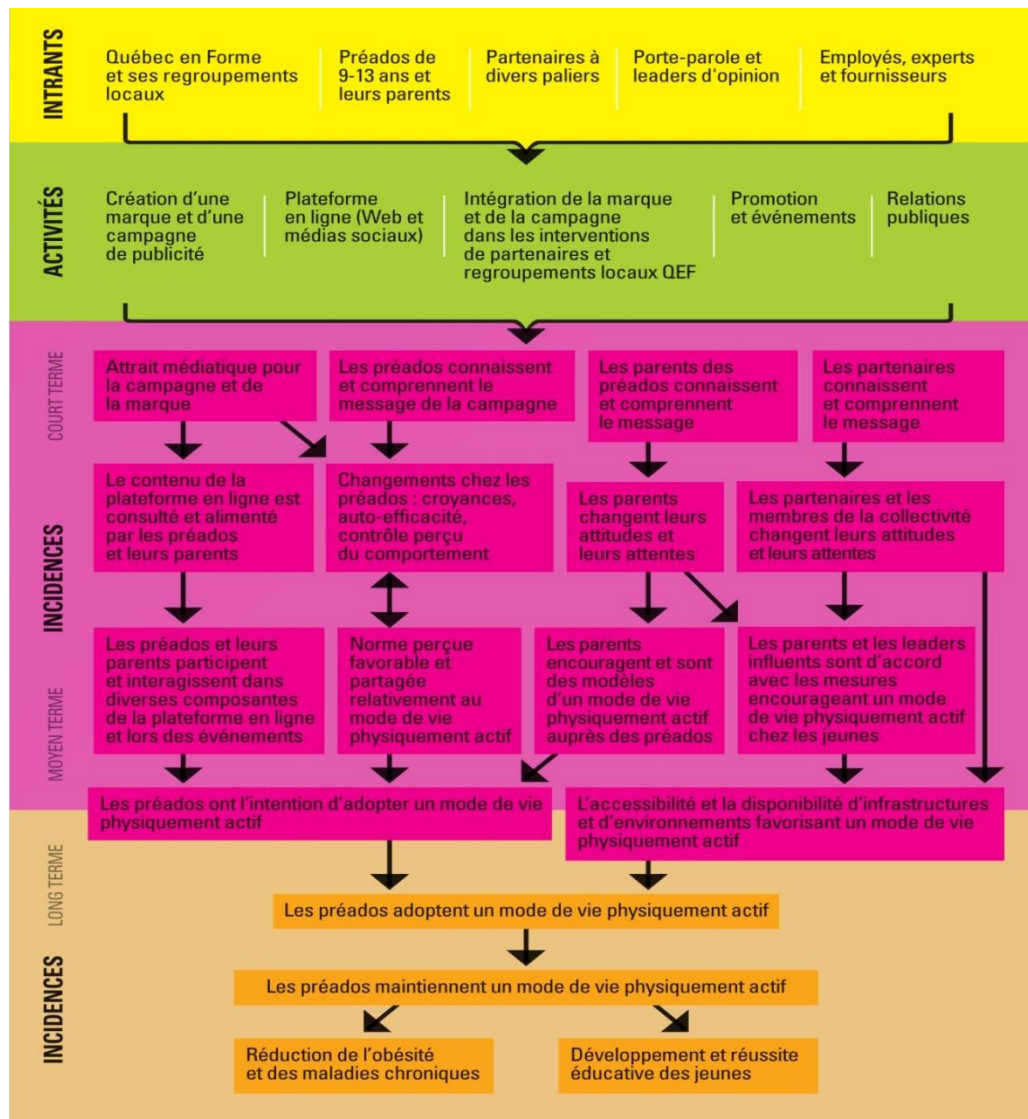 INTRANTS
Québec en Forme
et ses regroupements
locaux
Préados de
9-13 ans et
leurs parents
Partenaires à
divers paliers
Porte-parole et
leaders d'opinion
Employés, experts
et fournisseurs
ACTIVITÉS
Création d'une
marque et d'une
campagne
de publicité
Plateforme
en ligne (Web et
médias sociaux)
Intégration de la marque
et de la campagne
dans les interventions
de partenaires et
regroupements locaux QEF
Promotion
et événements
Relations
publiques
INCIDENCES
COURT TERME
Attrait médiatique pour
la campagne et de
la marque
Les préados connaissent
et comprennent le
message de la campagne
Les parents des
préados connaissent
et comprennent
le message
Les partenaires
connaissent
et comprennent
le message
Le contenu de la
plateforme en ligne est
consulté et alimenté
par les préados
et leurs parents
Changements chez les
préados : croyances,
auto-efficacité,
contrôle perçu
du comportement
Les parents
changent leurs
attitudes et
leurs attentes
Les partenaires et les
membres de la collectivité
changent leurs attitudes
et leurs attentes
MOYEN TERME
Les préados et leurs
parents participent
et interagissent dans
diverses composantes
de la plateforme en ligne
et lors des événements
Norme perçue
favorable et
partagée
relativement au
mode de vie
physiquement actif
Les parents
encouragent et sont
des modèles
d'un mode de vie
physiquement actif
auprès des préados
Les parents et les leaders
influents sont d'accord
avec les mesures
encourageant un mode
de vie physiquement actif
chez les jeunes
Les préados ont l'intention d'adopter un mode de vie
physiquement actif
L'accessibilité et la disponibilité d'infrastructures
et d'environnements favorisant un mode de vie
physiquement actif
INCIDENCES
LONG TERME
Les préados adoptent un mode de vie physiquement actif
Les préados maintiennent un mode de vie physiquement actif
Réduction de l'obésité
et des maladies chroniques
Développement et réussite
éducative des jeunes